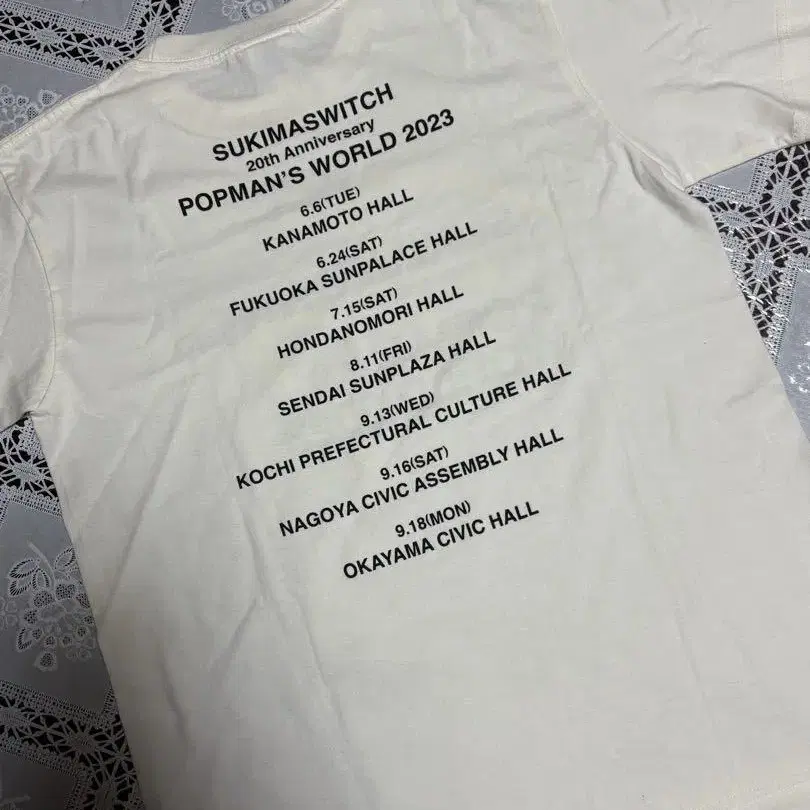 SUKIMASWITCH
20th Anniversary
POPMAN'S WORLD 2023
6.6(TUE)
KANAMOTO HALL
6.24(SAT)
FUKUOKA SUNPALACE HALL
7.15(SAT)
HONDANOMORI HALL
8.11(FRI)
SENDAI SUNPLAZA HALL
9.13(WED)
KOCHI PREFECTURAL CULTURE HALL
9.16(SAT)
NAGOYA CIVIC ASSEMBLY HALL
9.18(MON)
OKAYAMA CIVIC HALL